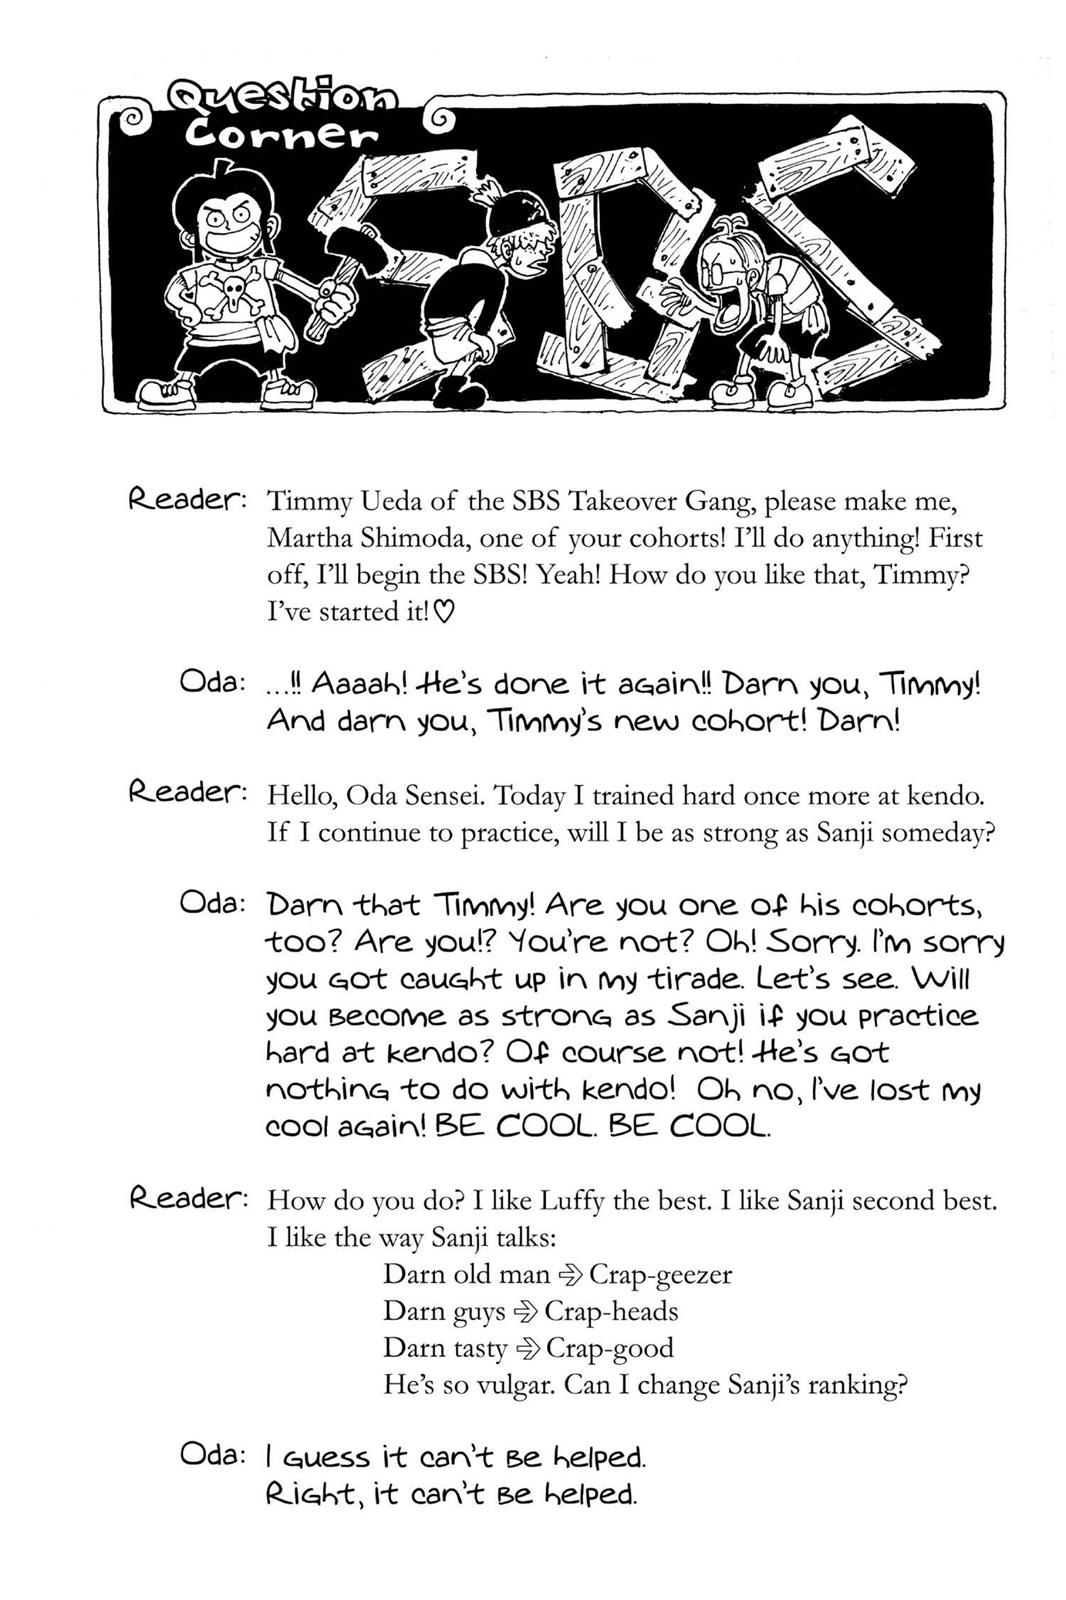 Question
Corner
SBS
Reader: Timmy Ueda of the SBS Takeover Gang, please make me,
Martha Shimoda, one of your cohorts! I'll do anything! First
off, I'll begin the SBS! Yeah! How do you like that, Timmy?
I've started it!♡
Oda: ...!! Aaaah! He's done it again!! Darn you, Timmy!
And darn you, Timmy's new cohort! Darn!
Reader: Hello, Oda Sensei. Today I trained hard once more at kendo.
If I continue to practice, will I be as strong as Sanji someday?
Oda: Darn that Timmy! Are you one of his cohorts,
too? Are you!? You're not? Oh! Sorry. I'm sorry
you got caught up in my tirade. Let's see. Will
you become as strong as Sanji if you practice
hard at kendo? Of course not! He's got
nothing to do with kendo! Oh no, I've lost my
cool again! BE COOL. BE COOL.
Reader: How do you do? I like Luffy the best. I like Sanji second best.
I like the way Sanji talks:
Darn old man ➩ Crap-geezer
Darn guys ➩ Crap-heads
Darn tasty ➩ Crap-good
He's so vulgar. Can I change Sanji's ranking?
Oda: I guess it can't be helped.
Right, it can't be helped.